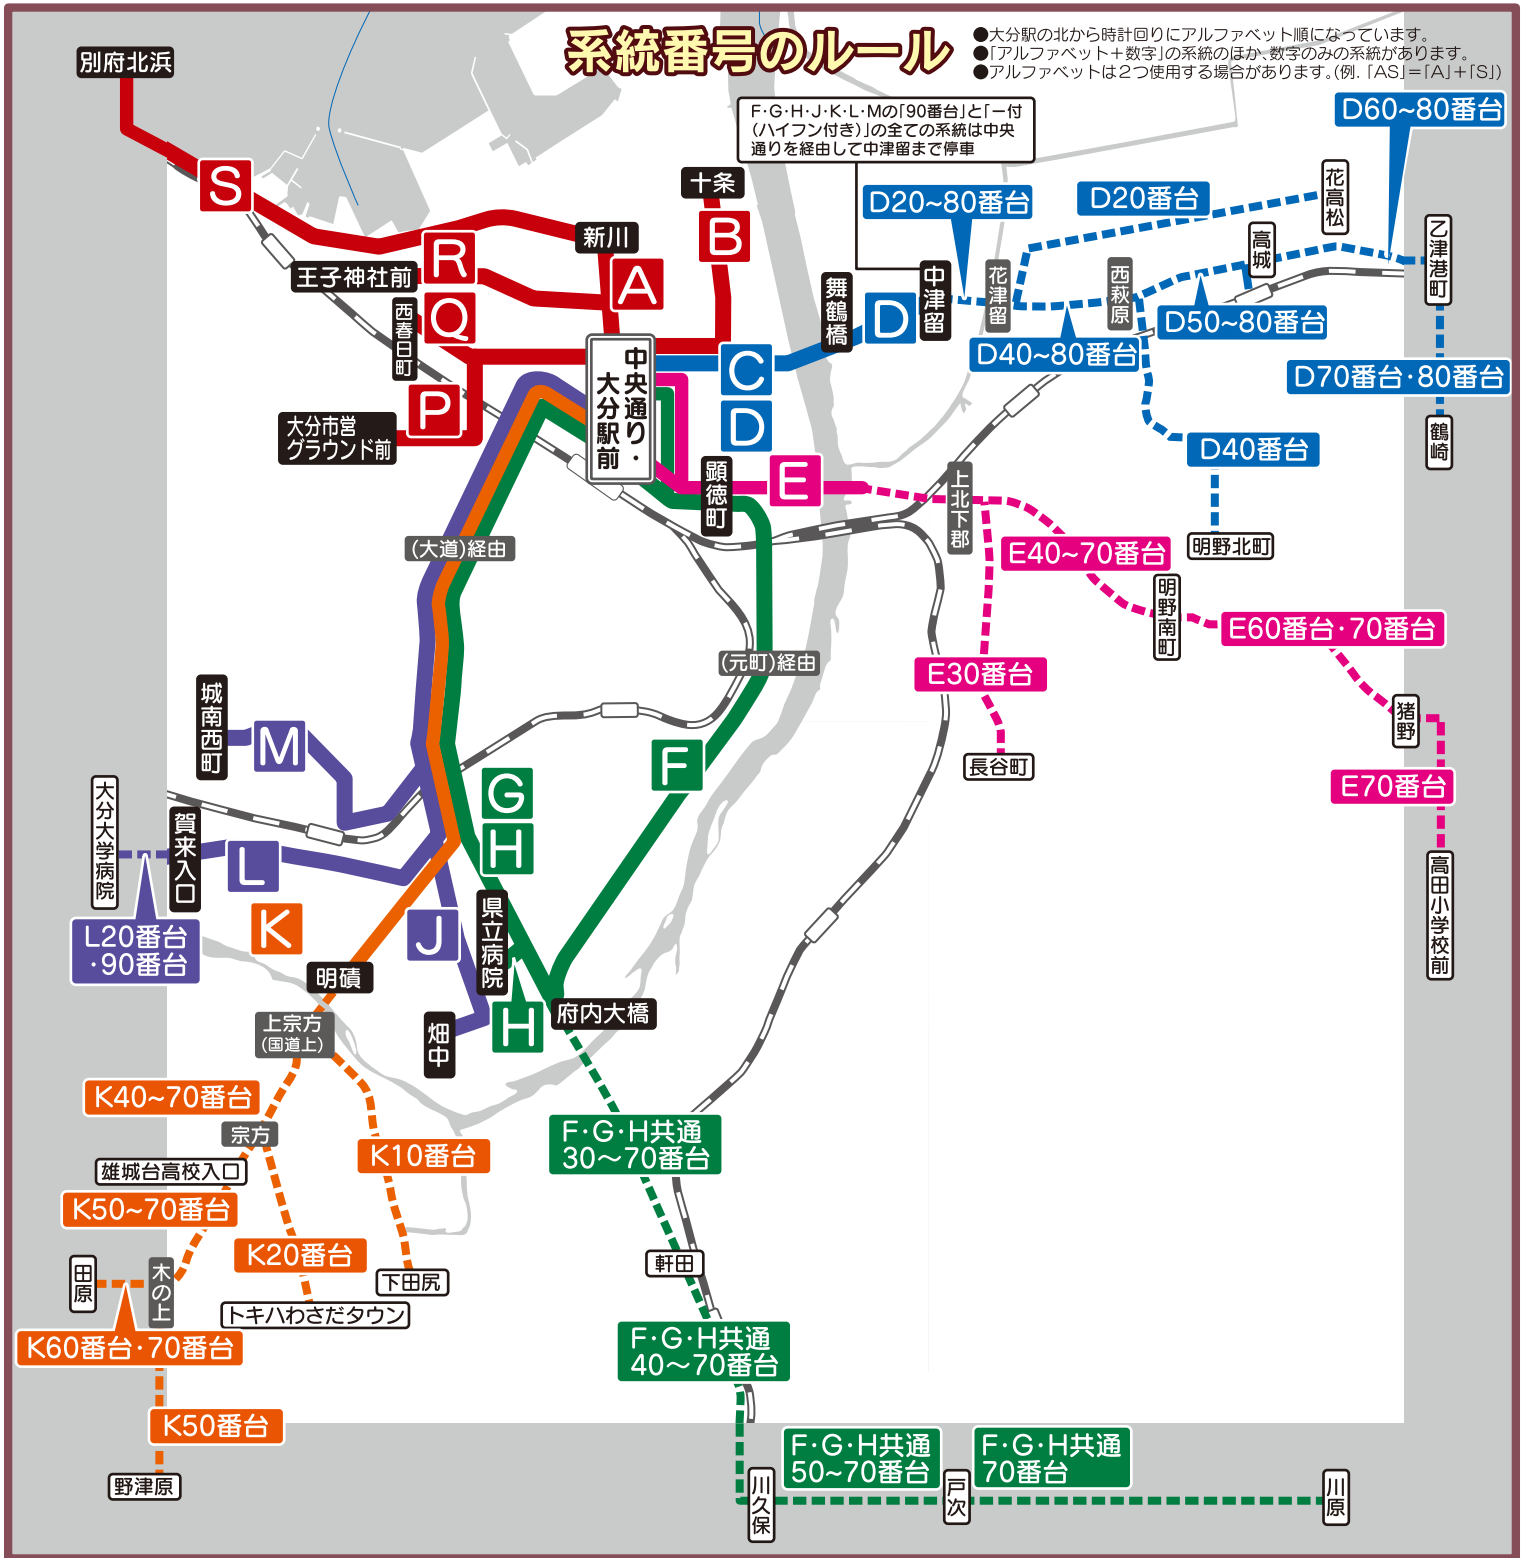 系統番号のルール
●大分駅の北から時計回りにアルファベット順になっています。
●「アルファベット＋数字」の系統のほか、数字のみの系統があります。
●アルファベットは２つ使用する場合があります。(例．「AS」=「A」+「S」)
別府北浜
F・G・H・J・K・L・Mの「90番台」と「－付
(ハイフン付き)」の全ての系統は中央
通りを経由して中津留まで停車
D60~80番台
S
十条
花高松
D20~80番台
D20番台
新川
B
高城
乙津港町
R
王子神社前
A
舞鶴橋
中津留
花津留
西萩原
Q
西春日町
D
D50~80番台
D40~80番台
中央通り・
大分駅前
C
D70番台・80番台
P
D
大分市営
グラウンド前
鶴崎
D40番台
顕徳町
E
上北下郡
(大道)経由
明野北町
E40~70番台
明野南町
E60番台・70番台
(元町)経由
E30番台
城南西町
M
猪野
F
長谷町
E70番台
大分大学病院
G
H
賀来入口
L
高田小学校前
K
J
県立病院
L20番台
・90番台
明磧
H
府内大橋
上宗方
(国道上)
畑中
K40~70番台
宗方
F・G・H共通
30～70番台
K10番台
雄城台高校入口
K50~70番台
K20番台
軒田
田原
木の上
下田尻
トキハわさだタウン
K60番台・70番台
F・G・H共通
40～70番台
K50番台
F・G・H共通
50~70番台
F・G・H共通
70番台
野津原
川久保
戸次
川原